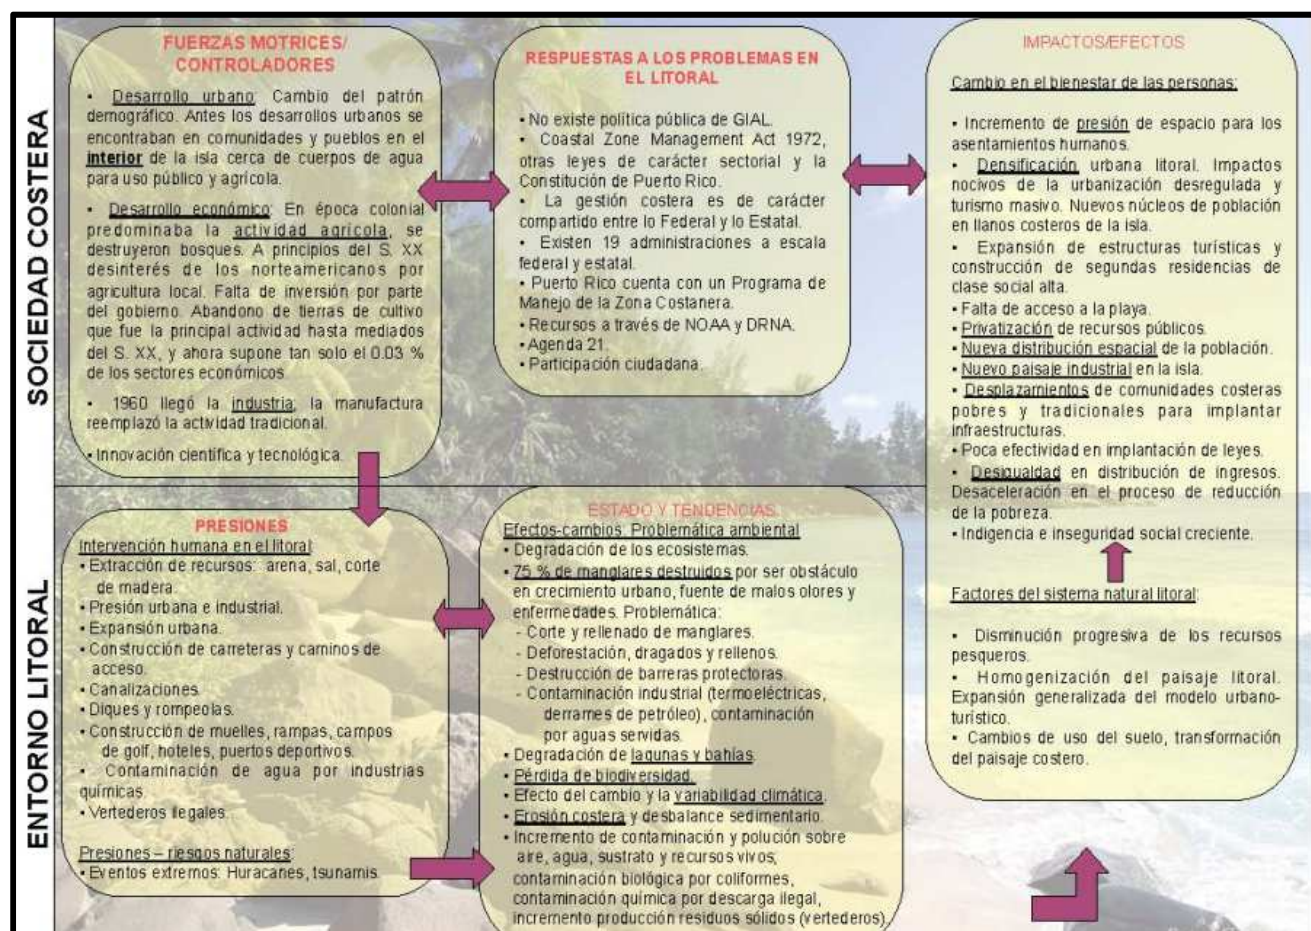 SOCIEDAD COSTERA
FUERZAS MOTRICES/
CONTROLADORES
• Desarrollo urbano: Cambio del patrón
demográfico. Antes los desarrollos urbanos se
encontraban en comunidades y pueblos en el
interior de la isla cerca de cuerpos de agua
para uso público y agrícola.
• Desarrollo económico: En época colonial
predominaba la actividad agrícola, se
destruyeron bosques. A principios del S. XX
desinterés de los norteamericanos por
agricultura local. Falta de inversión por parte
del gobierno. Abandono de tierras de cultivo
que fue la principal actividad hasta mediados
del S. XX, y ahora supone tan solo el 0.03 %
de los sectores económicos.
• 1960 llegó la industria, la manufactura
reemplazó la actividad tradicional.
• Innovación científica y tecnológica.
RESPUESTAS A LOS PROBLEMAS EN
EL LITORAL
• No existe política pública de GIAL.
• Coastal Zone Management Act 1972,
otras leyes de carácter sectorial y la
Constitución de Puerto Rico.
• La gestión costera es de carácter
compartido entre lo Federal y lo Estatal.
• Existen 19 administraciones a escala
federal y estatal.
• Puerto Rico cuenta con un Programa de
Manejo de la Zona Costanera.
• Recursos a través de NOAA y DRNA.
• Agenda 21.
• Participación ciudadana.
IMPACTOS/EFECTOS
Cambio en el bienestar de las personas:
• Incremento de presión de espacio para los
asentamientos humanos.
• Densificación urbana litoral. Impactos
nocivos de la urbanización desregulada y
turismo masivo. Nuevos núcleos de población
en llanos costeros de la isla.
• Expansión de estructuras turísticas y
construcción de segundas residencias de
clase social alta.
• Falta de acceso a la playa.
• Privatización de recursos públicos.
• Nueva distribución espacial de la población.
• Nuevo paisaje industrial en la isla.
• Desplazamientos de comunidades costeras
pobres y tradicionales para implantar
infraestructuras.
• Poca efectividad en implantación de leyes.
• Desigualdad en distribución de ingresos.
Desaceleración en el proceso de reducción
de la pobreza.
• Indigencia e inseguridad social creciente.
Factores del sistema natural litoral:
• Disminución progresiva de los recursos
pesqueros.
• Homogenización del paisaje litoral.
Expansión generalizada del modelo urbano-
turístico.
• Cambios de uso del suelo, transformación
del paisaje costero.
ENTORNO LITORAL
PRESIONES
Intervención humana en el litoral:
• Extracción de recursos: arena, sal, corte
de madera.
• Presión urbana e industrial.
• Expansión urbana.
• Construcción de carreteras y caminos de
acceso.
• Canalizaciones.
• Diques y rompeolas.
• Construcción de muelles, rampas, campos
de golf, hoteles, puertos deportivos.
• Contaminación de agua por industrias
químicas.
• Vertederos ilegales.
Presiones – riesgos naturales:
• Eventos extremos: Huracanes, tsunamis.
ESTADO Y TENDENCIAS
Efectos-cambios: Problemática ambiental
• Degradación de los ecosistemas.
• 75 % de manglares destruidos por ser obstáculo
en crecimiento urbano, fuente de malos olores y
enfermedades. Problemática:
- Corte y rellenado de manglares.
- Deforestación, dragados y rellenos.
- Destrucción de barreras protectoras.
- Contaminación industrial (termoeléctricas,
derrames de petróleo), contaminación
por aguas servidas.
• Degradación de lagunas y bahías.
• Pérdida de biodiversidad.
• Efecto del cambio y la variabilidad climática.
• Erosión costera y desbalance sedimentario.
• Incremento de contaminación y polución sobre
aire, agua, sustrato y recursos vivos;
contaminación biológica por coliformes,
contaminación química por descarga ilegal,
incremento producción residuos sólidos (vertederos).